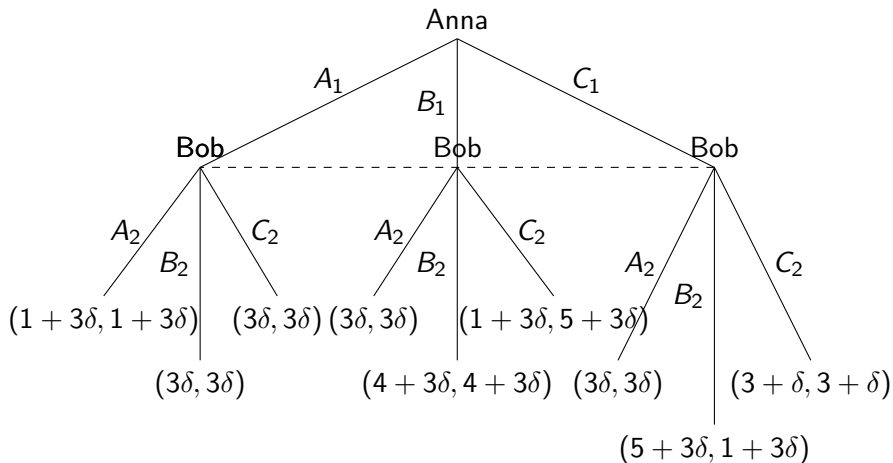 Anna
A₁ B₁ C₁
Bob Bob Bob
A₂ B₂ C₂ A₂ B₂ C₂ A₂ B₂ C₂
(1 + 3δ, 1 + 3δ) (3δ, 3δ) (3δ, 3δ) (1 + 3δ, 5 + 3δ)
(3δ, 3δ) (4 + 3δ, 4 + 3δ) (3δ, 3δ) (3 + δ, 3 + δ)
(5 + 3δ, 1 + 3δ)